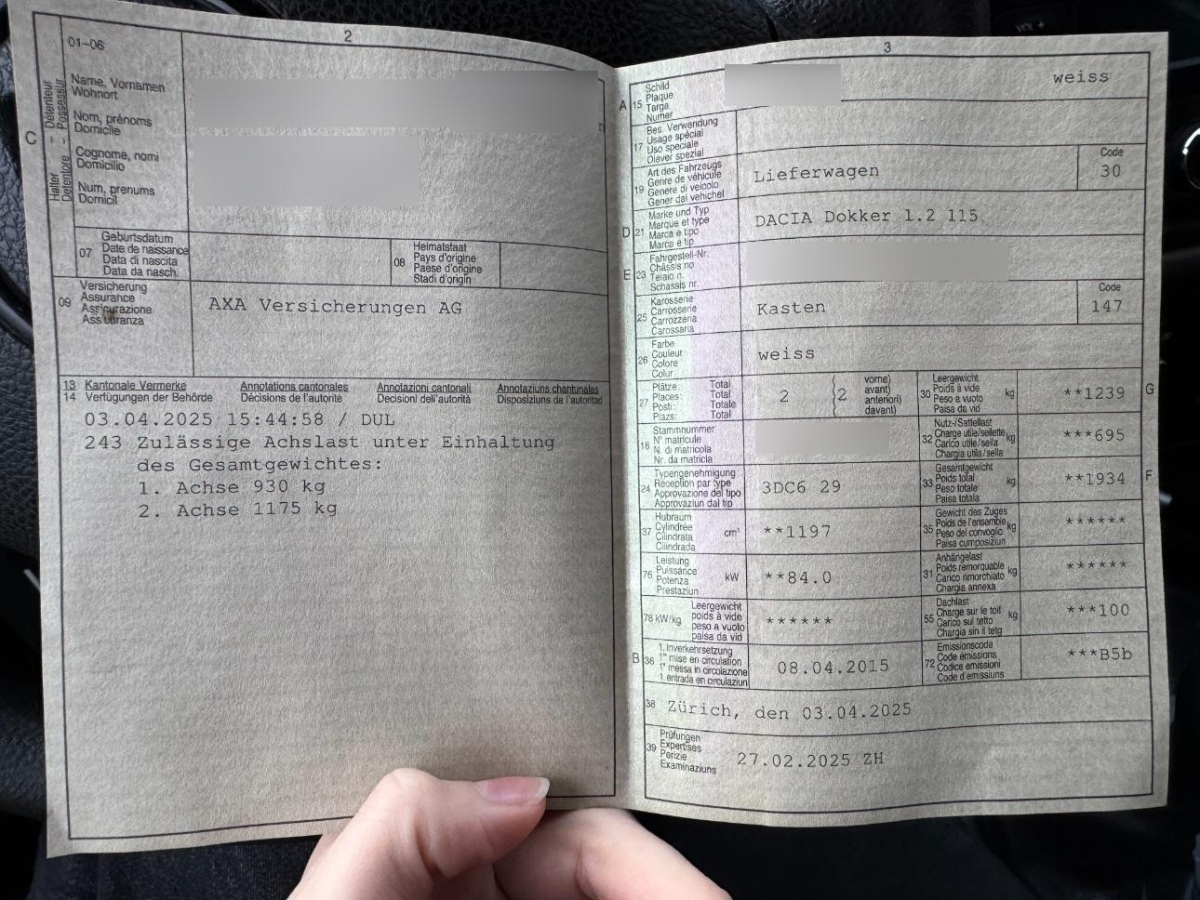 2
01-06
C
Halter Détenteur
Detentore Possessur
Name, Vornamen
Wohnort
Nom, prénoms
Domicile
Cognome, nomi
Domicilio
Num, prenums
Domicil
07
Geburtsdatum
Date de naissance
Data di nascita
Data da nasch.
08
Heimatstaat
Pays d'origine
Paese d'origine
Stadi d'origin
09
Versicherung
Assurance
Assicurazione
Assicuranza
AXA Versicherungen AG
13 Kantonale Vermerke Annotations cantonales Annotazioni cantonali Annotaziuns chantunalas
14 Verfügungen der Behörde Décisions de l'autorité Decisioni dell'autorità Disposiziuns da l'autoritad
03.04.2025 15:44:58 / DUL
243 Zulässige Achslast unter Einhaltung
des Gesamtgewichtes:
1. Achse 930 kg
2. Achse 1175 kg
3
A 15
Schild
Plaque
Targa
Numer
weiss
17
Bes. Verwendung
Usage spécial
Uso speciale
Diever spezial
19
Art des Fahrzeugs
Genre de véhicule
Genere di veicolo
Gener dal vehichel
Lieferwagen
Code
30
D 21
Marke und Typ
Marque et type
Marca e tipo
Marca e tip
DACIA Dokker 1.2 115
E 23
Fahrgestell-Nr.
Châssis no
Telaio n.
Schassis nr.
25
Karosserie
Carrosserie
Carrozzeria
Carossaria
Kasten
Code
147
26
Farbe
Couleur
Colore
Colur
weiss
27
Plätze: Total
Places: Total
Posti: Totale
Plazs: Total
2
2
vorne)
avant)
anteriori)
davant)
30
Leergewicht
Poids à vide
Peso a vuoto
Paisa da vid
kg
**1239
G
18
Stammnummer
N° matricule
N. di matricola
Nr. da matricla
32
Nutz-/Sattellast
Charge utile/sellette
Carico utile/sella
Chargia utila/sella
kg
***695
24
Typengenehmigung
Réception par type
Approvazione del tipo
Approvaziun dal tip
3DC6 29
33
Gesamtgewicht
Poids total
Peso totale
Paisa totala
kg
**1934
F
37
Hubraum
Cylindrée
Cilindrata
Cilindrada
cm³
**1197
35
Gewicht des Zuges
Poids de l'ensemble
Peso del convoglio
Paisa cumposiziun
kg
******
76
Leistung
Puissance
Potenza
Prestaziun
kW
**84.0
31
Anhängelast
Poids remorquable
Carico rimorchiato
Chargia annexa
kg
******
78 kW/kg
Leergewicht
poids à vide
peso a vuoto
paisa da vid
******
55
Dachlast
Charge sur le toit
Carico sul tetto
Chargia sin il tetg
kg
***100
B 36
1. Inverkehrsetzung
1re mise en circulation
1a messa in circolazione
1. entrada en circulaziun
08.04.2015
72
Emissionscode
Code émissions
Codice emissioni
Code d'emissiuns
***B5b
38 Zürich, den 03.04.2025
39
Prüfungen
Expertises
Perizie
Examinaziuns
27.02.2025 ZH